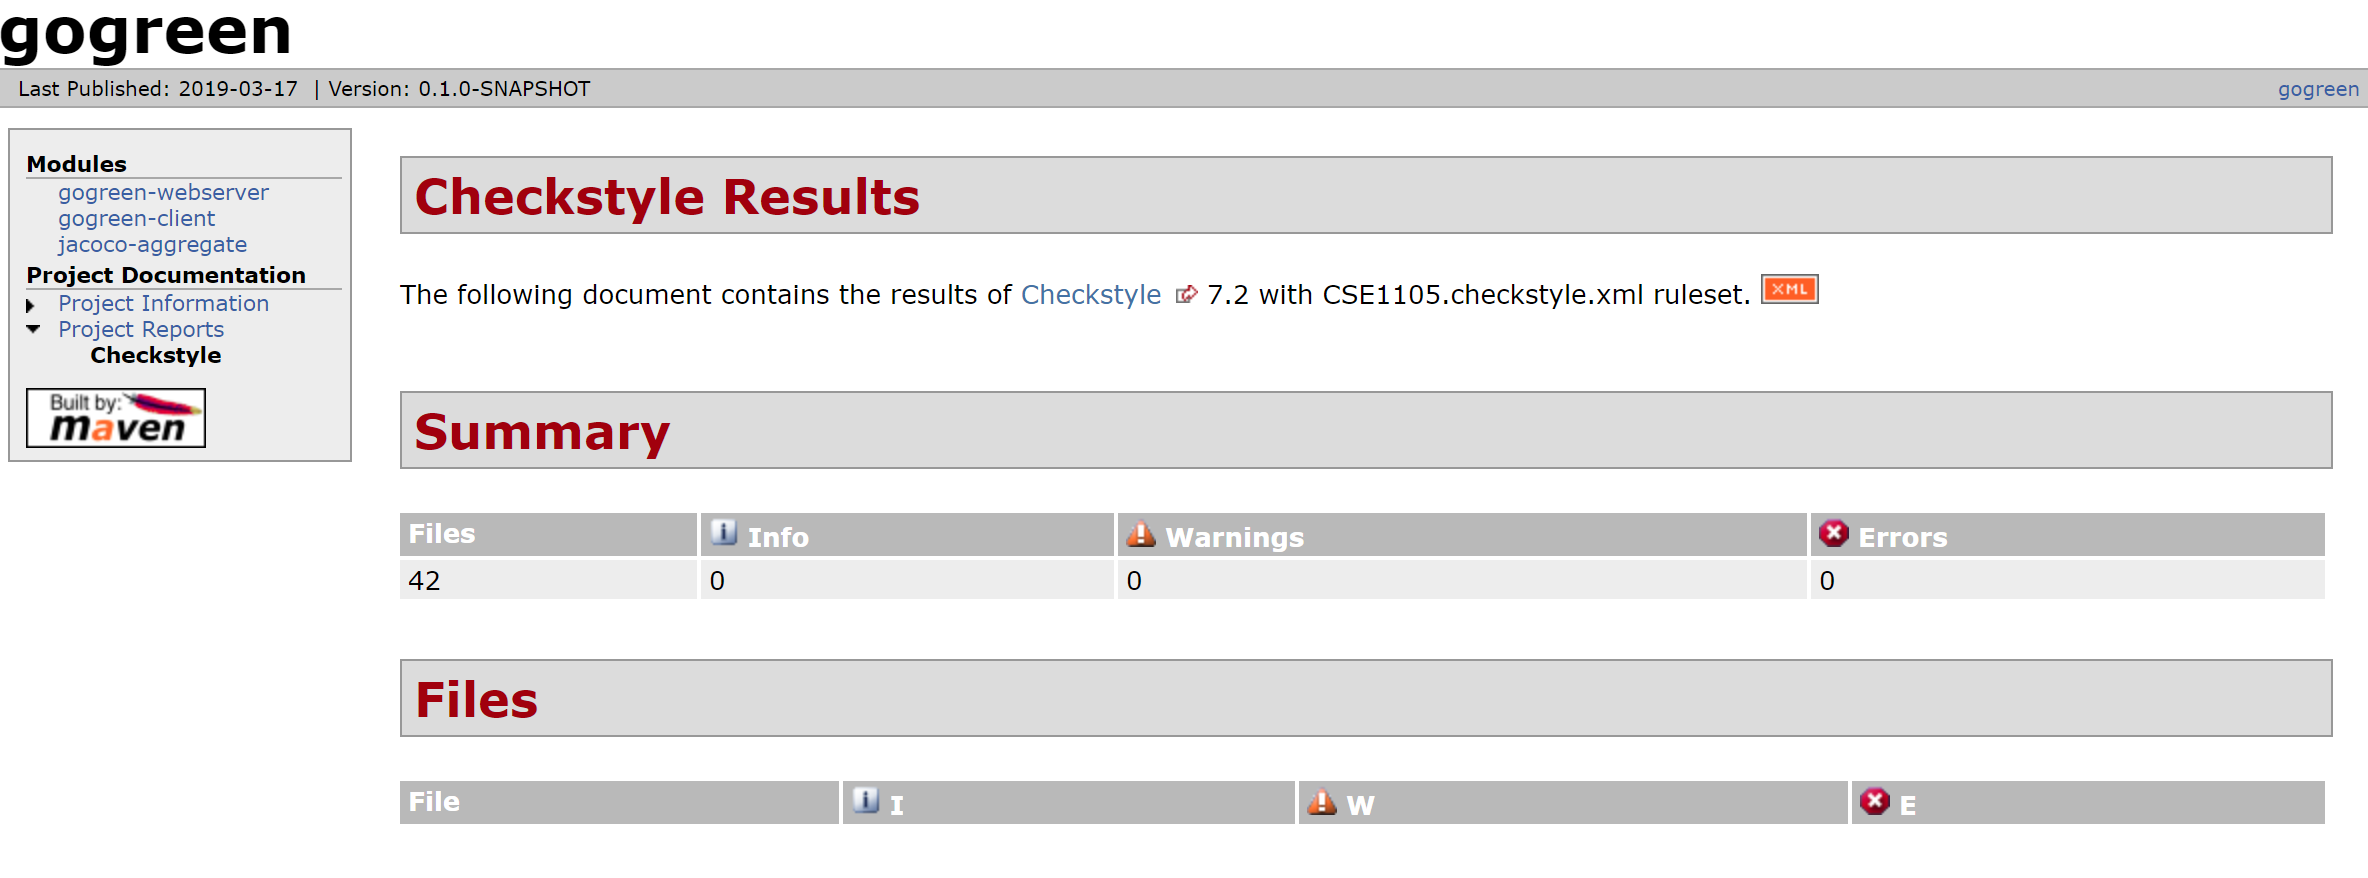 gogreen
Last Published: 2019-03-17 | Version: 0.1.0-SNAPSHOT
gogreen
Modules
gogreen-webserver
gogreen-client
jacoco-aggregate
Project Documentation
Project Information
Project Reports
Checkstyle
Built by:
maven
Checkstyle Results
The following document contains the results of Checkstyle 7.2 with CSE1105.checkstyle.xml ruleset. XML
Summary
Files Info Warnings Errors
42 0 0 0
Files
File I W E